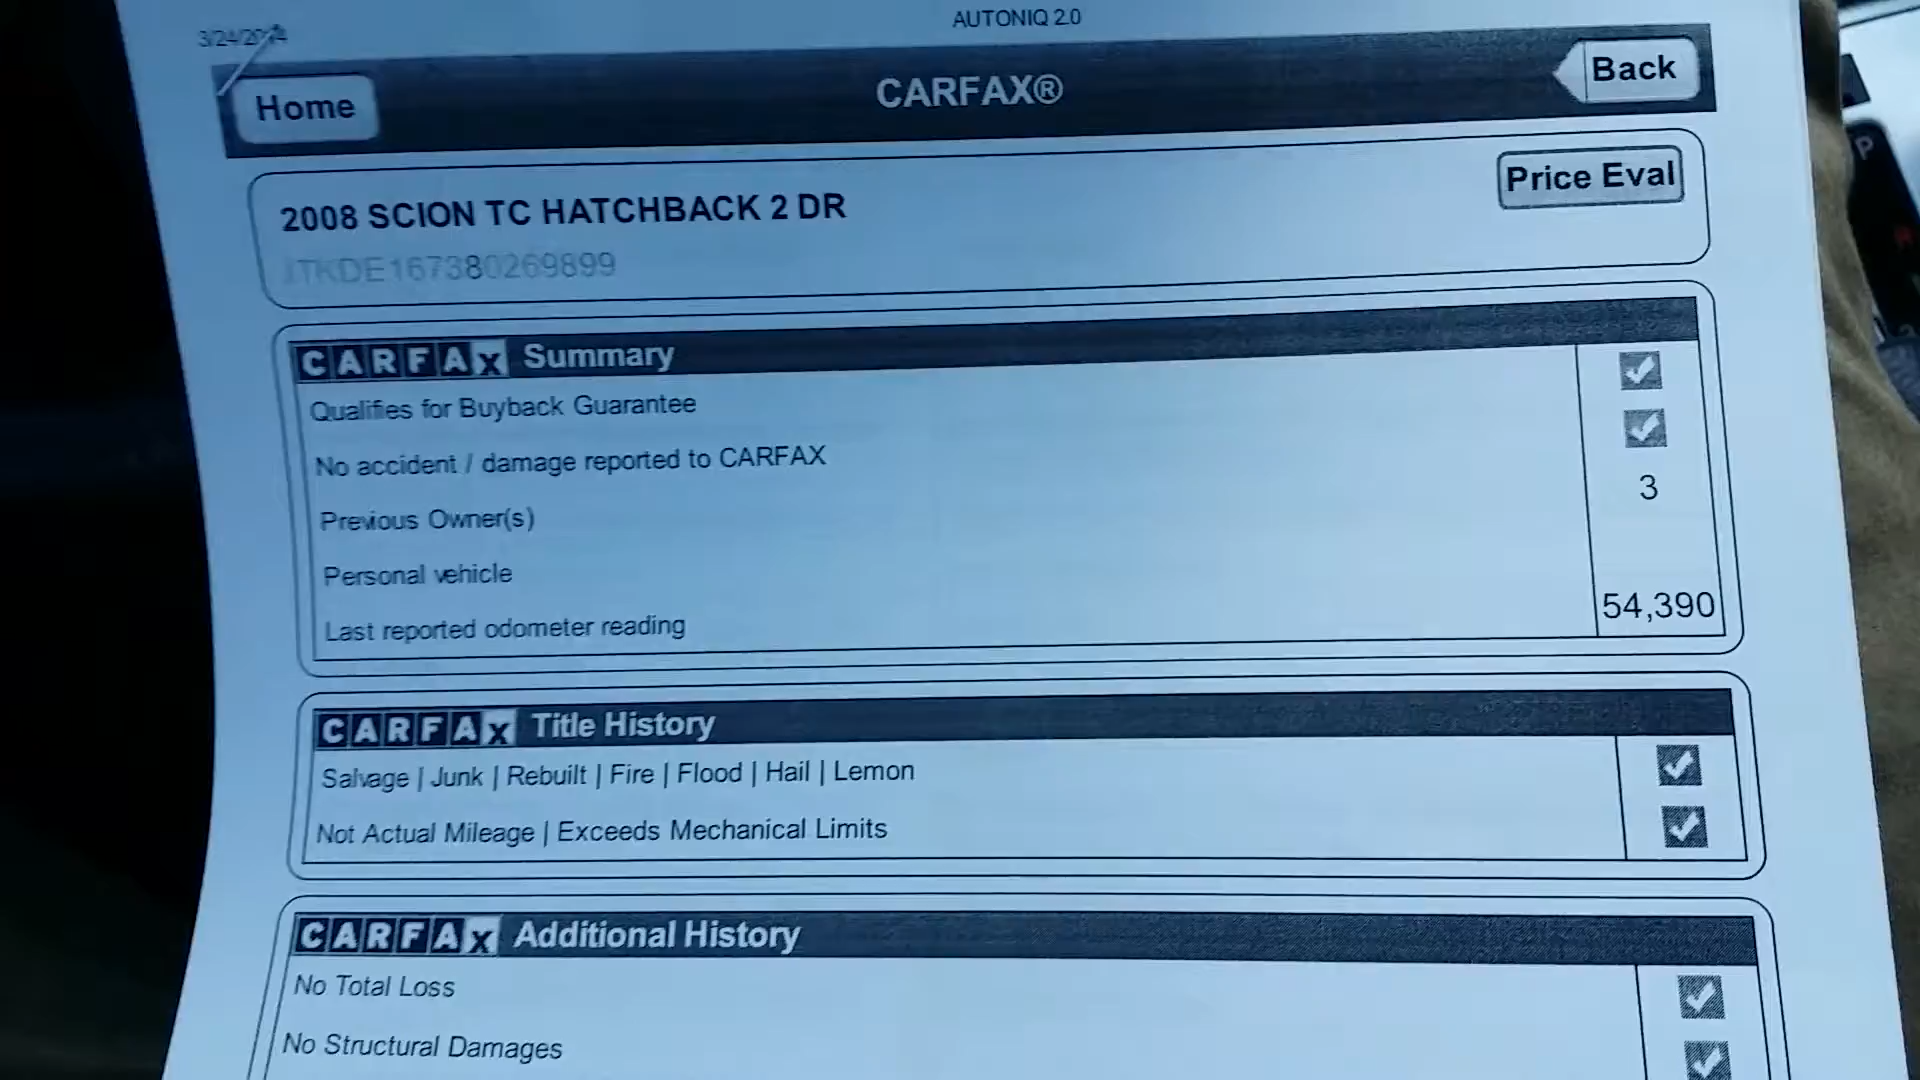 AUTONIQ 2.0
Home
CARFAX®
Back
2008 SCION TC HATCHBACK 2 DR
Price Eval
JTKDE167380269899
CARFAX Summary
Qualifies for Buyback Guarantee
No accident / damage reported to CARFAX
Previous Owner(s) 3
Personal vehicle
Last reported odometer reading 54,390
CARFAX Title History
Salvage | Junk | Rebuilt | Fire | Flood | Hail | Lemon
Not Actual Mileage | Exceeds Mechanical Limits
CARFAX Additional History
No Total Loss
No Structural Damages
P
R